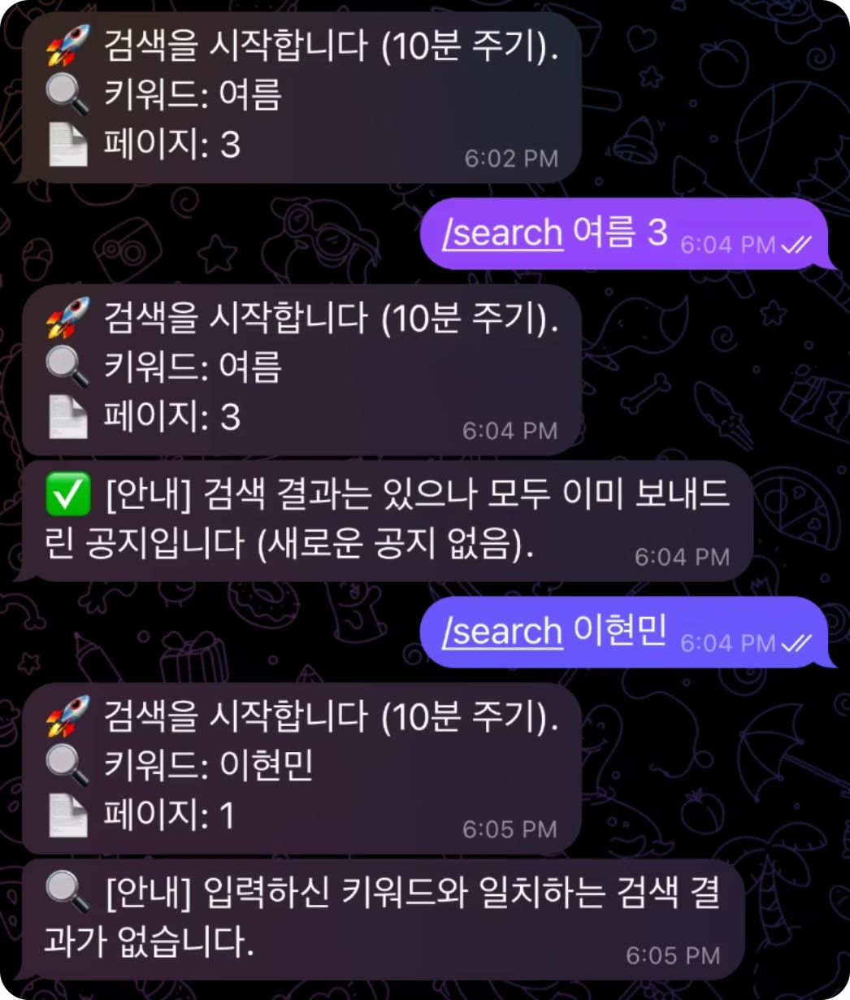 🚀 검색을 시작합니다 (10분 주기).
🔍 키워드: 여름
📄 페이지: 3
6:02 PM
/search 여름 3 6:04 PM
🚀 검색을 시작합니다 (10분 주기).
🔍 키워드: 여름
📄 페이지: 3
6:04 PM
✅ [안내] 검색 결과는 있으나 모두 이미 보내드
린 공지입니다 (새로운 공지 없음).
6:04 PM
/search 이현민 6:04 PM
🚀 검색을 시작합니다 (10분 주기).
🔍 키워드: 이현민
📄 페이지: 1
6:05 PM
🔍 [안내] 입력하신 키워드와 일치하는 검색 결
과가 없습니다.
6:05 PM